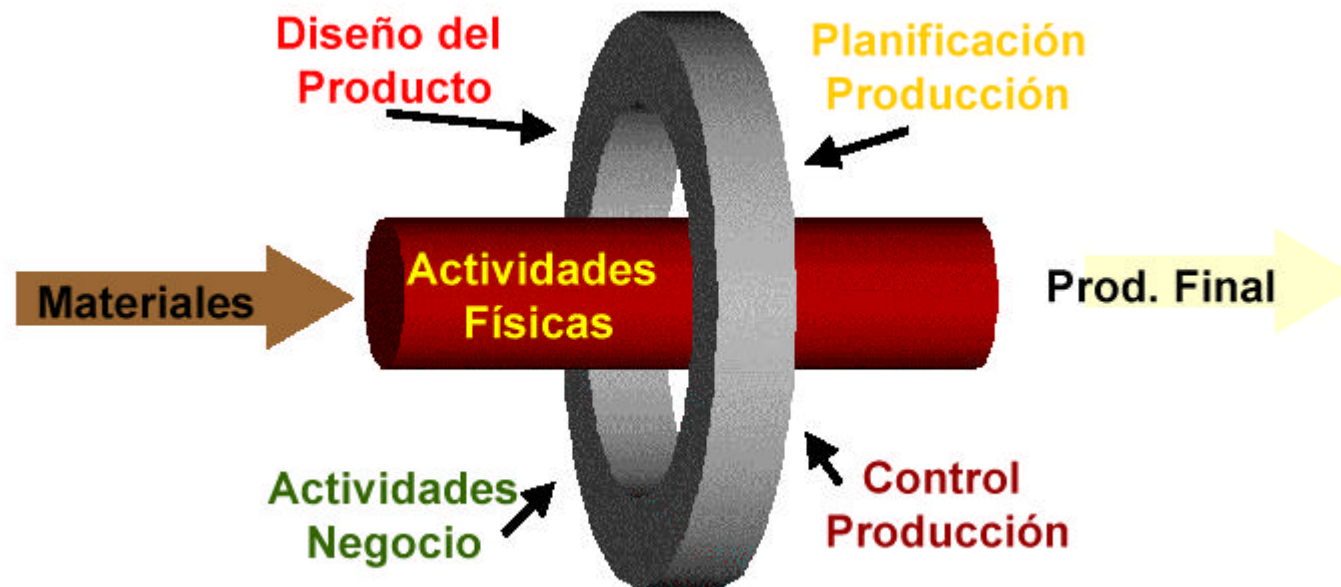 Diseño del
Producto
Planificación
Producción
Materiales
Actividades
Físicas
Prod. Final
Actividades
Negocio
Control
Producción